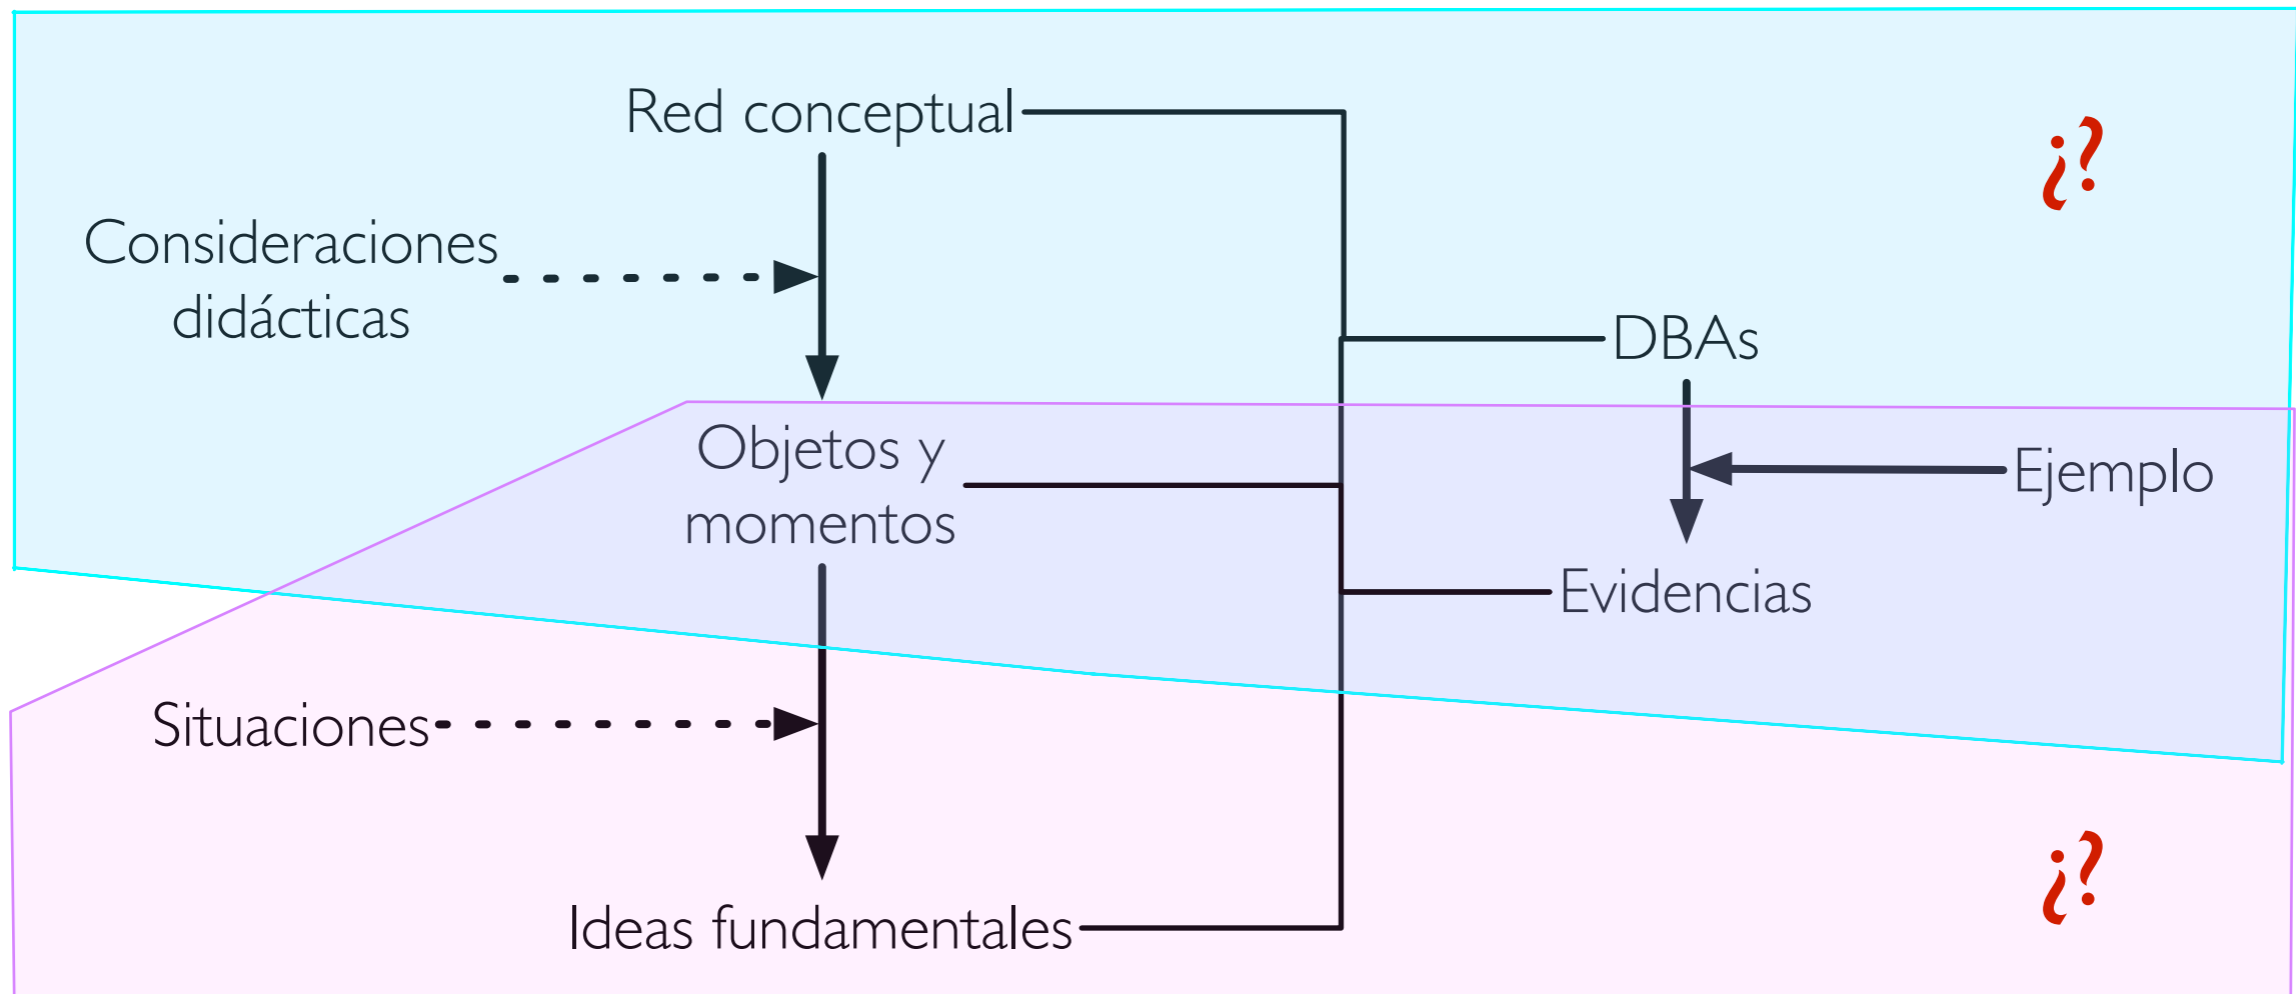 Red conceptual
¿?
Consideraciones
didácticas
DBAs
Objetos y
momentos
Ejemplo
Evidencias
Situaciones
¿?
Ideas fundamentales